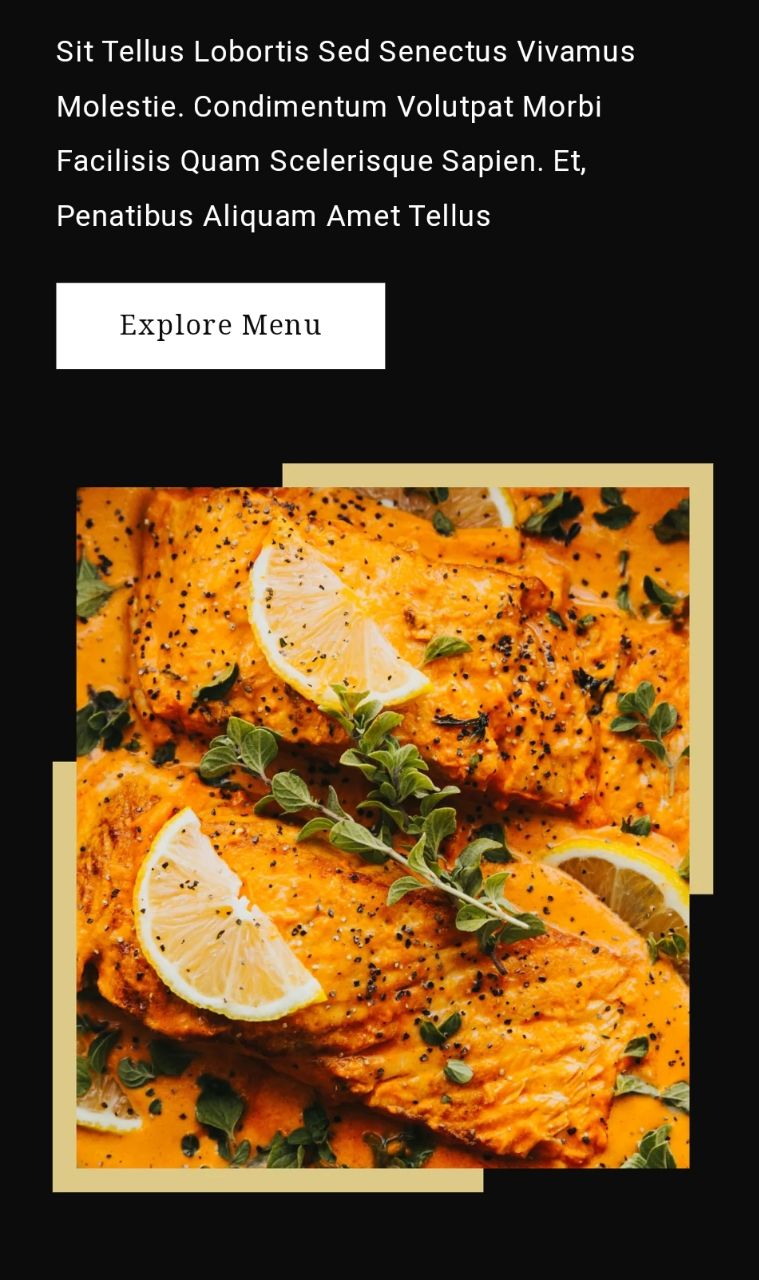 Sit Tellus Lobortis Sed Senectus Vivamus
Molestie. Condimentum Volutpat Morbi
Facilisis Quam Scelerisque Sapien. Et,
Penatibus Aliquam Amet Tellus
Explore Menu